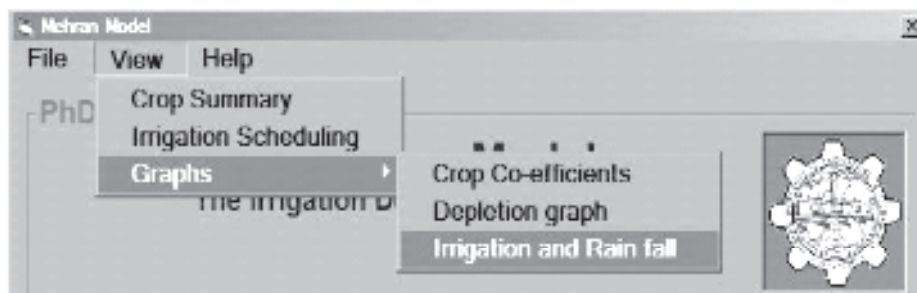 Mehran Model
File View Help
PhD
Crop Summary
Irrigation Scheduling
Graphs
Crop Co-efficients
The Irrigation D
Depletion graph
Irrigation and Rain fall